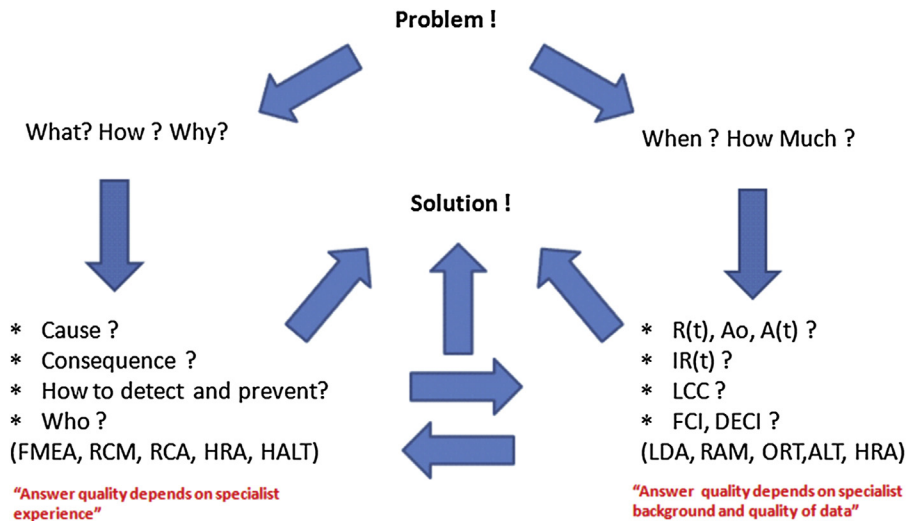 Problem !
What? How ? Why?
When ? How Much ?
Solution !
* Cause ?
* Consequence ?
* How to detect and prevent?
* Who ?
(FMEA, RCM, RCA, HRA, HALT)
"Answer quality depends on specialist
experience"
* R(t), Ao, A(t) ?
* IR(t) ?
* LCC ?
* FCI, DECI ?
(LDA, RAM, ORT,ALT, HRA)
"Answer quality depends on specialist
background and quality of data"